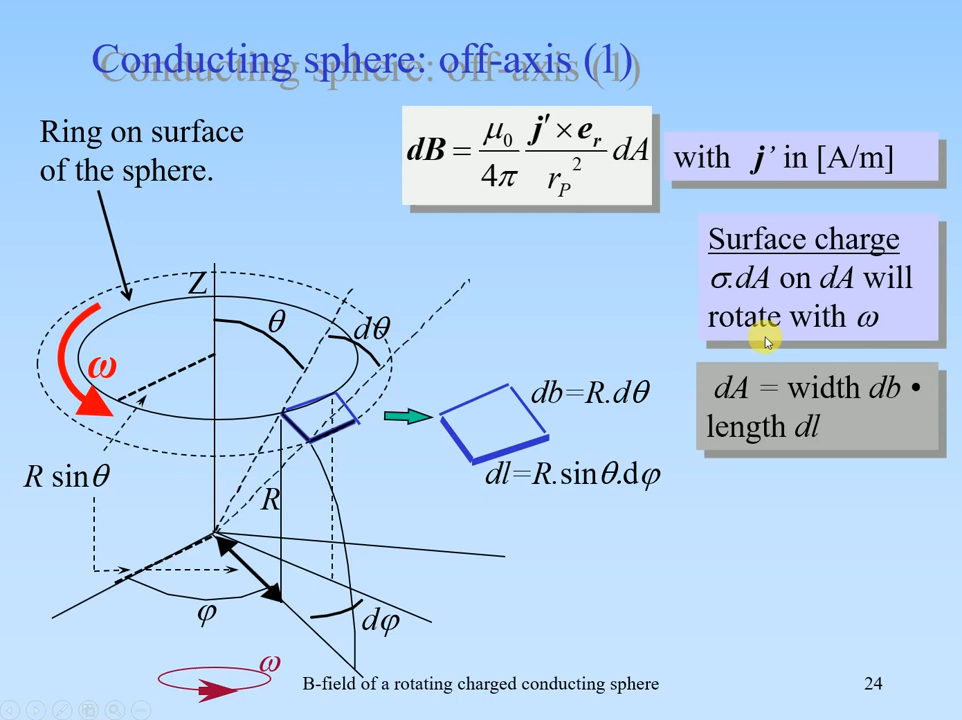 Conducting sphere: off-axis (1)
Ring on surface
of the sphere.
dB = μ₀/4π j′ × e_r / r_P² dA
with j’ in [A/m]
Surface charge
σ.dA on dA will
rotate with ω
dA = width db •
length dl
Z
θ
dθ
ω
db=R.dθ
dl=R.sinθ.dφ
R sinθ
R
φ
dφ
ω
B-field of a rotating charged conducting sphere
24